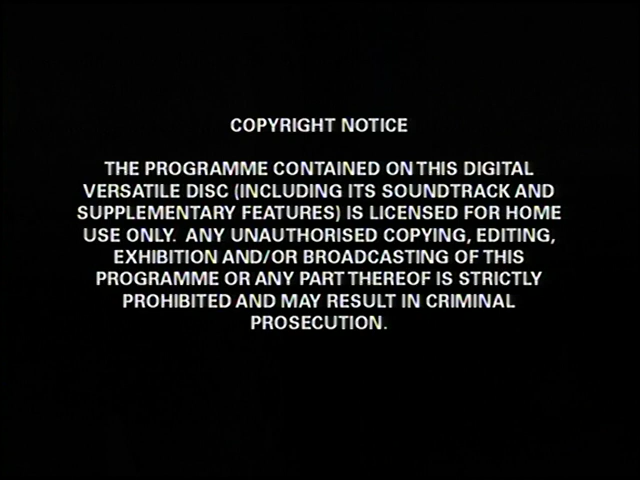 COPYRIGHT NOTICE
THE PROGRAMME CONTAINED ON THIS DIGITAL
VERSATILE DISC (INCLUDING ITS SOUNDTRACK AND
SUPPLEMENTARY FEATURES) IS LICENSED FOR HOME
USE ONLY. ANY UNAUTHORISED COPYING, EDITING,
EXHIBITION AND/OR BROADCASTING OF THIS
PROGRAMME OR ANY PART THEREOF IS STRICTLY
PROHIBITED AND MAY RESULT IN CRIMINAL
PROSECUTION.